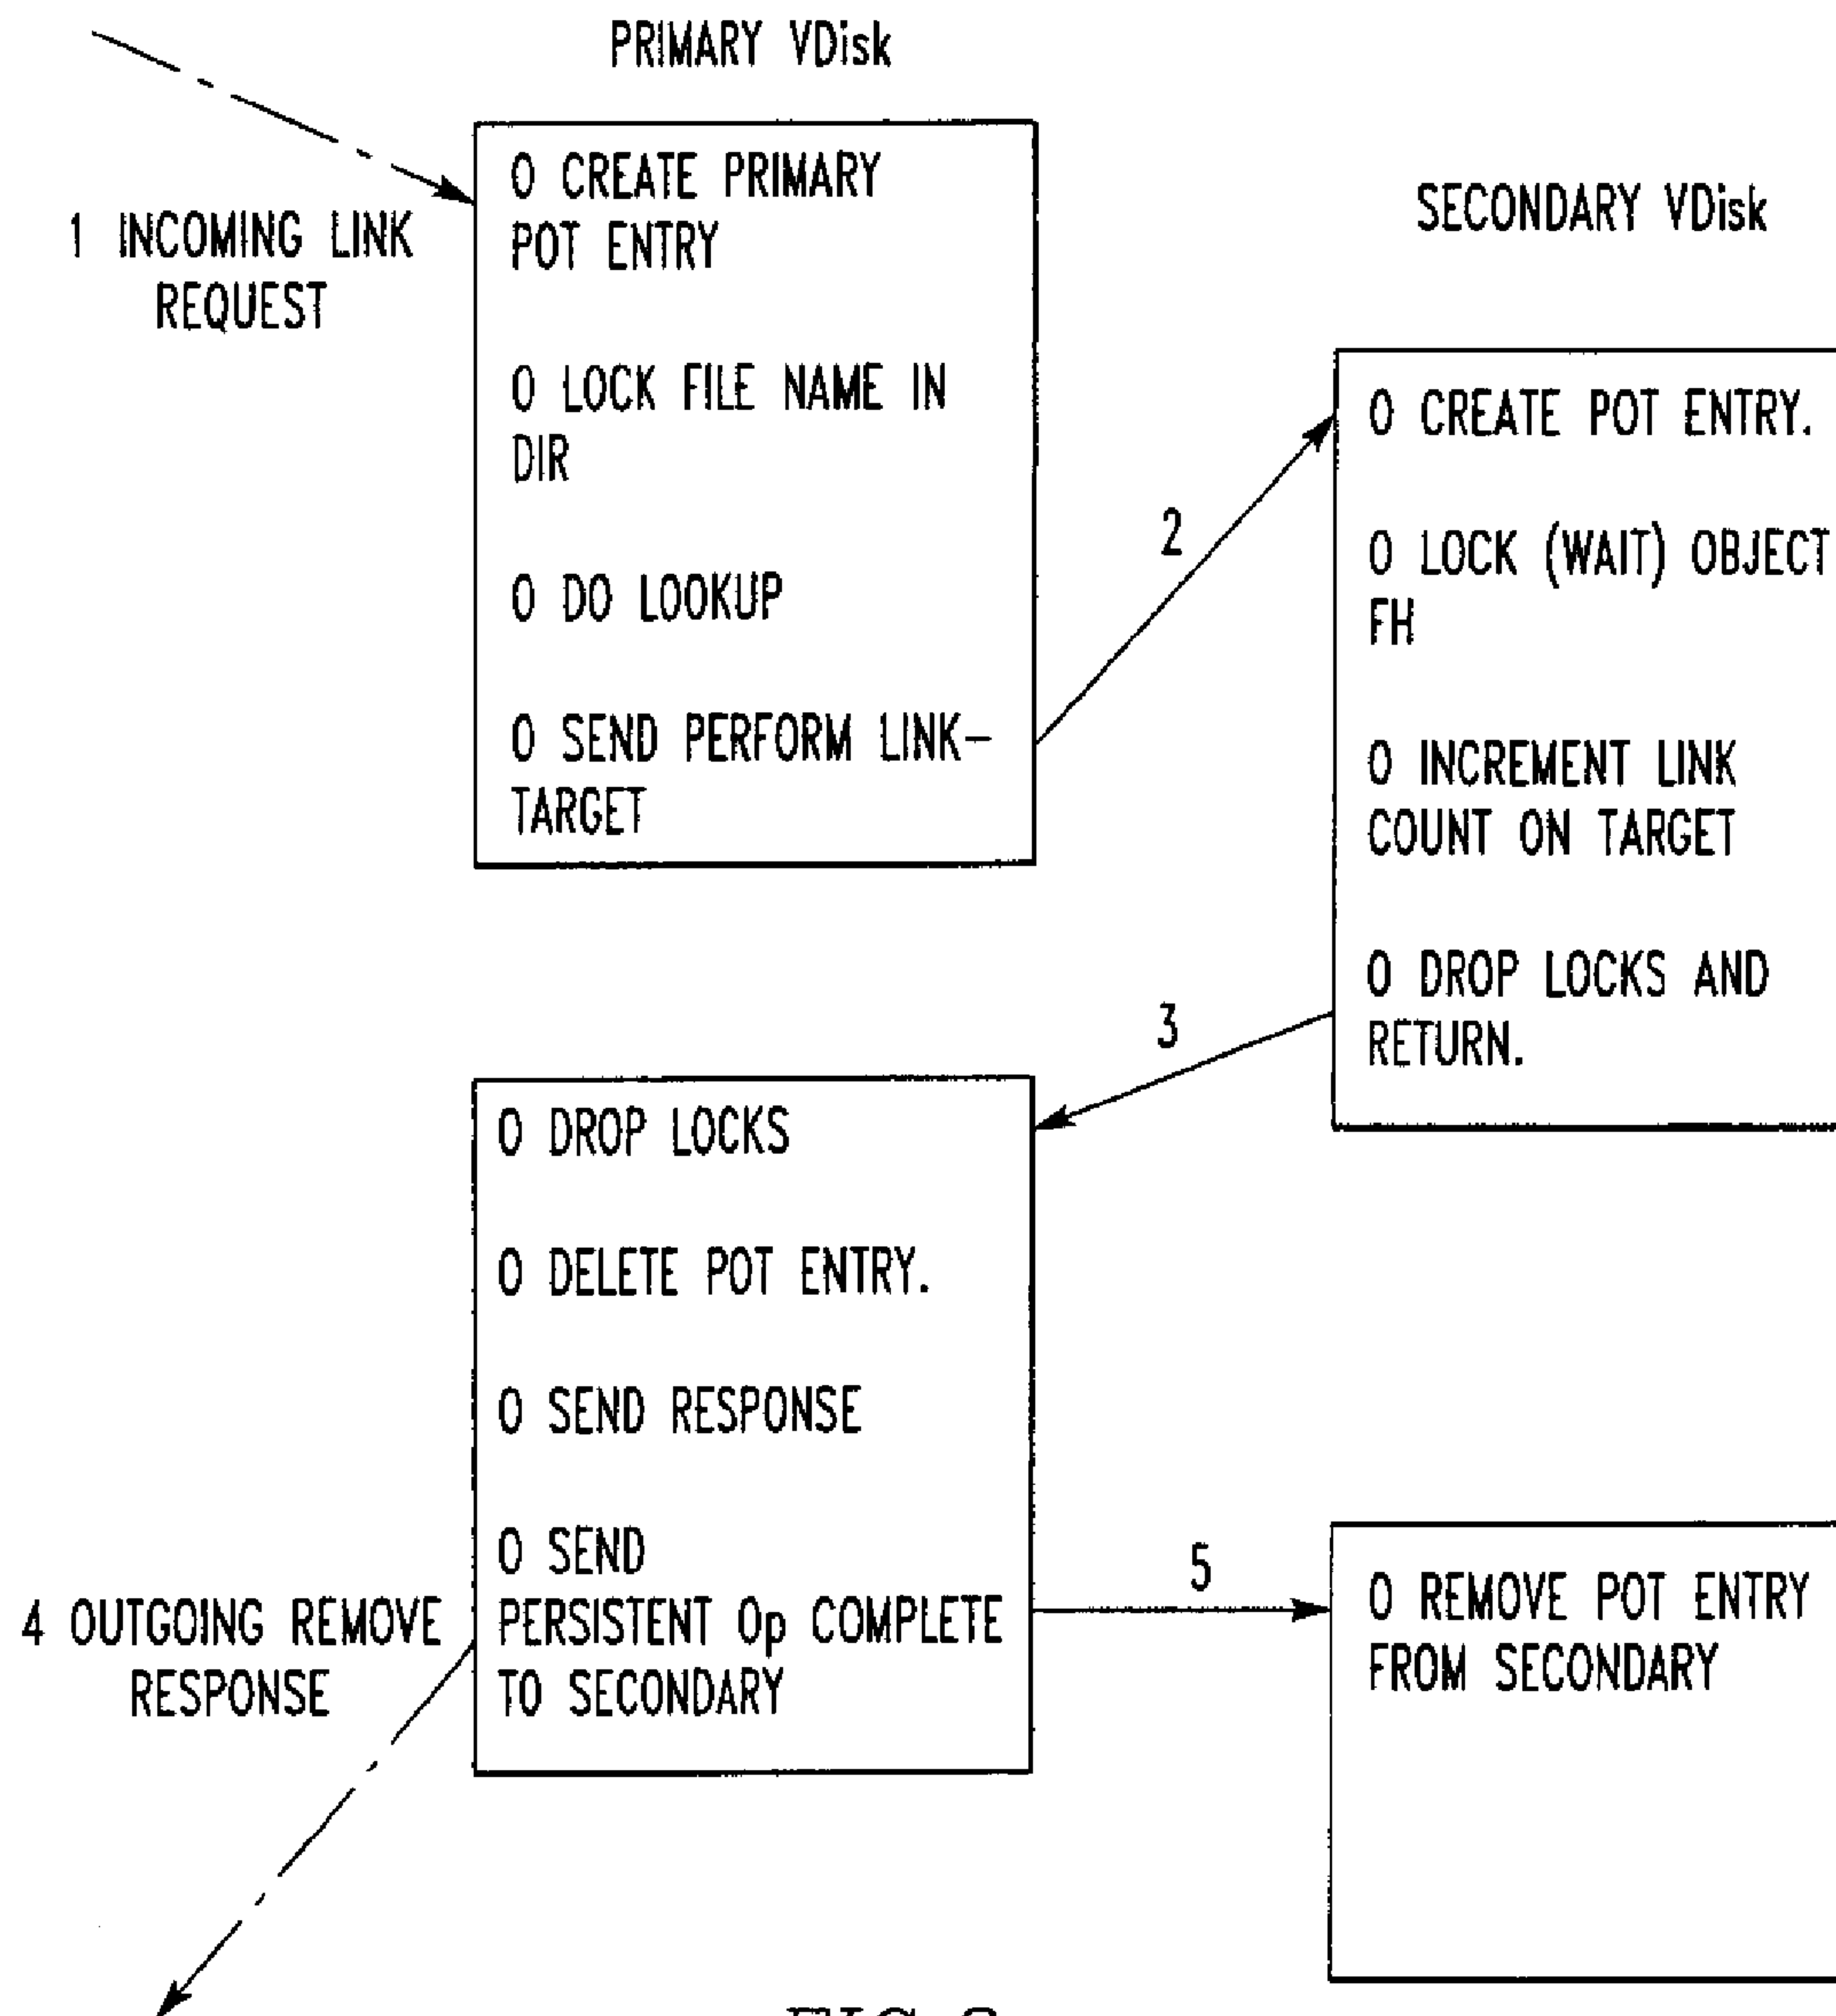 PRIMARY VDisk
1 INCOMING LINK
REQUEST
O CREATE PRIMARY
POT ENTRY
O LOCK FILE NAME IN
DIR
O DO LOOKUP
O SEND PERFORM LINK-
TARGET
2
SECONDARY VDisk
O CREATE POT ENTRY.
O LOCK (WAIT) OBJECT
FH
O INCREMENT LINK
COUNT ON TARGET
O DROP LOCKS AND
RETURN.
3
O DROP LOCKS
O DELETE POT ENTRY.
O SEND RESPONSE
O SEND
PERSISTENT Op COMPLETE
TO SECONDARY
4 OUTGOING REMOVE
RESPONSE
5
O REMOVE POT ENTRY
FROM SECONDARY